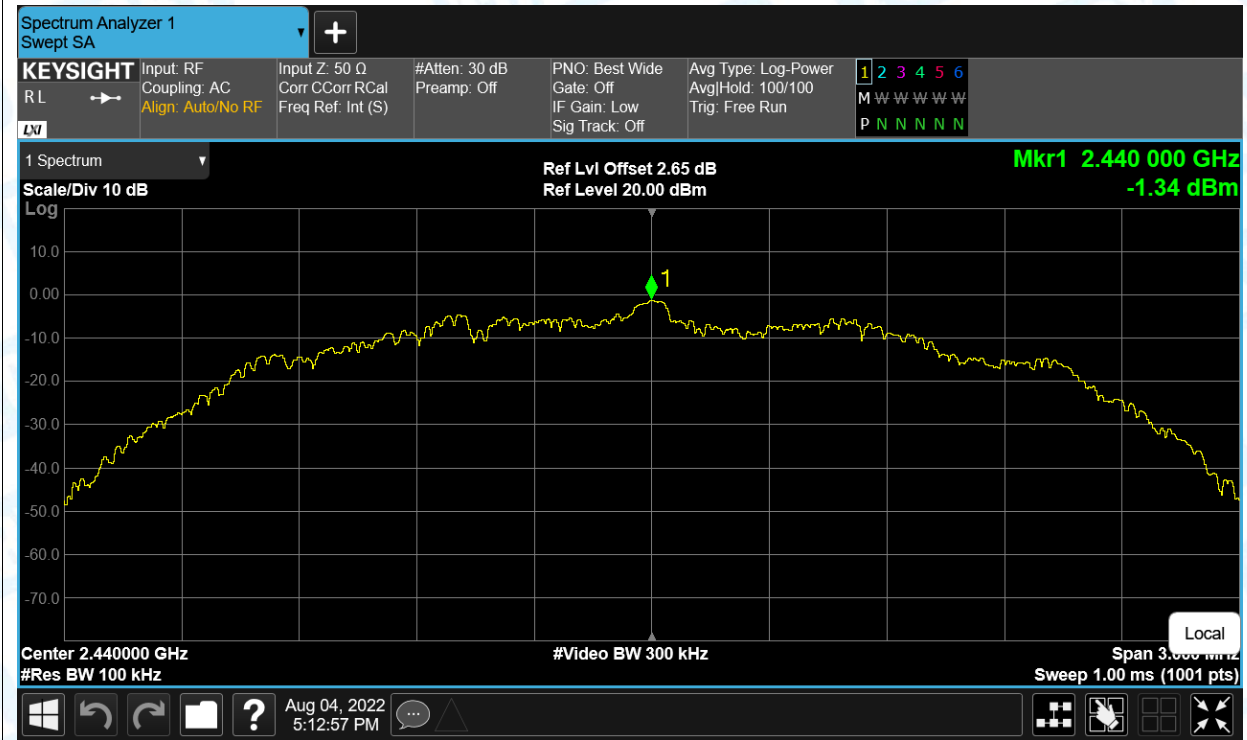 Spectrum Analyzer 1
Swept SA
KEYSIGHT
R L
LXI
Input: RF
Coupling: AC
Align: Auto/No RF
Input Z: 50 Ω
Corr CCorr RCal
Freq Ref: Int (S)
#Atten: 30 dB
Preamp: Off
PNO: Best Wide
Gate: Off
IF Gain: Low
Sig Track: Off
Avg Type: Log-Power
Avg|Hold: 100/100
Trig: Free Run
1 2 3 4 5 6
M W W W W W
P N N N N N
1 Spectrum
Scale/Div 10 dB
Log
Ref Lvl Offset 2.65 dB
Ref Level 20.00 dBm
Mkr1 2.440 000 GHz
-1.34 dBm
1
10.0
0.00
-10.0
-20.0
-30.0
-40.0
-50.0
-60.0
-70.0
Local
Center 2.440000 GHz
#Video BW 300 kHz
Span 3.000 MHz
#Res BW 100 kHz
Sweep 1.00 ms (1001 pts)
?
Aug 04, 2022
5:12:57 PM